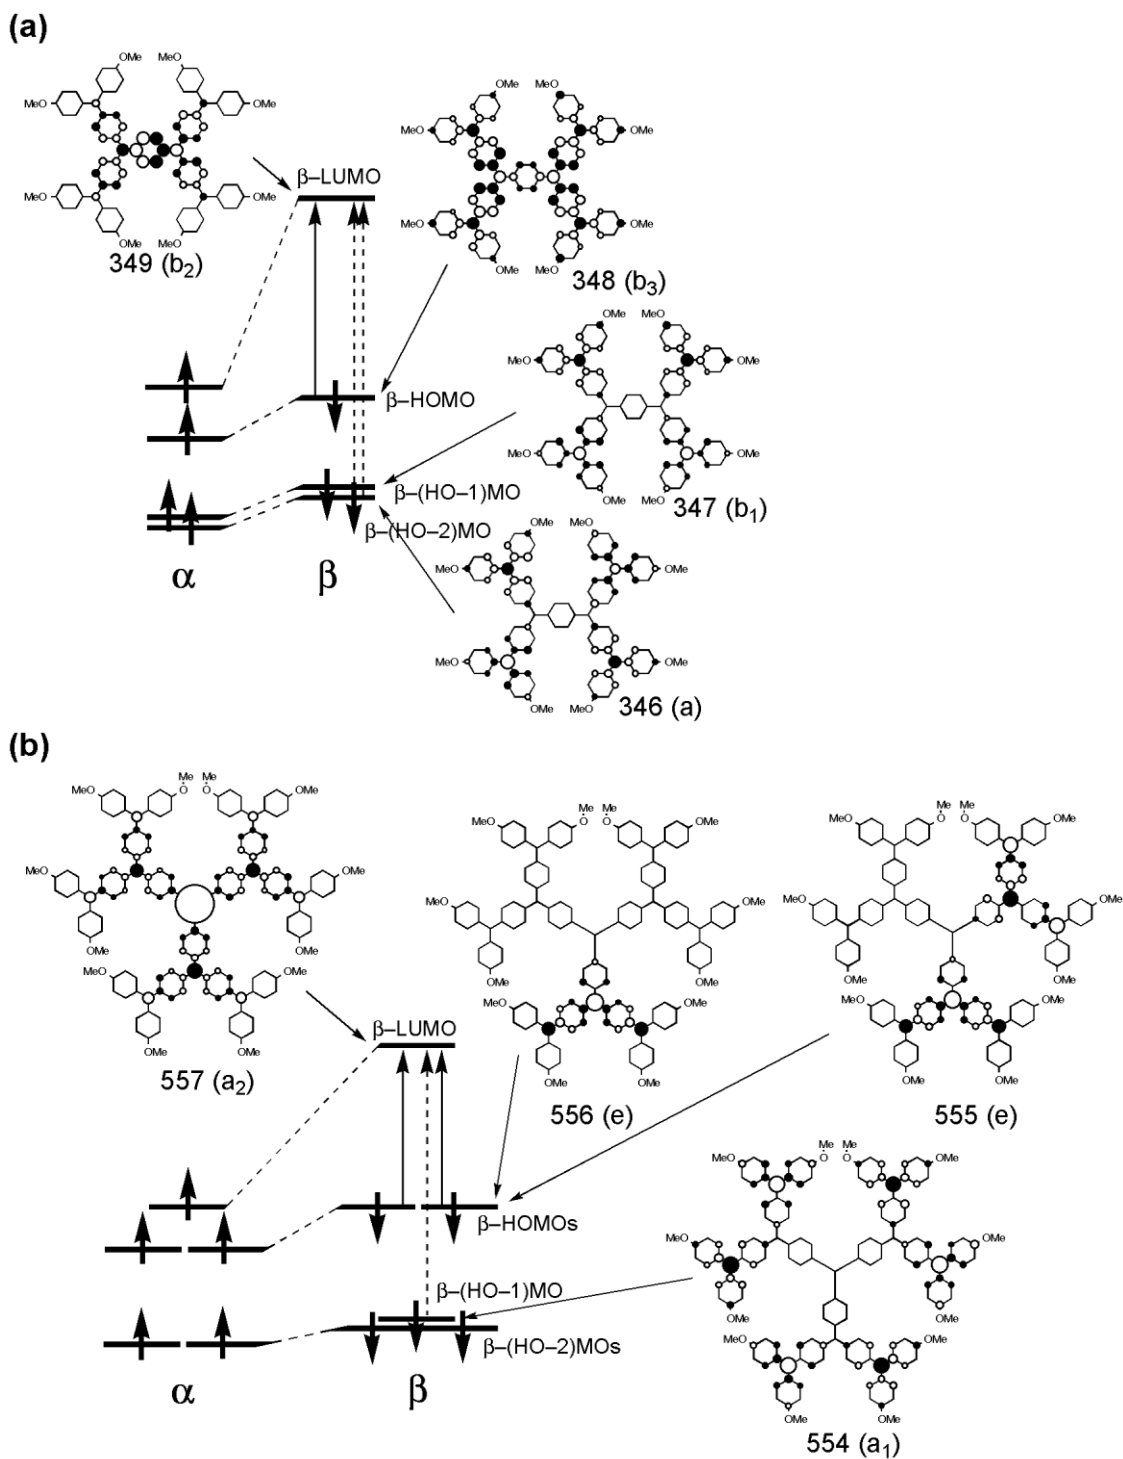 (a)
OMe MeO
MeO OMe
MeO OMe
OMe MeO
349 (b2)
β–LUMO
MeO OMe
MeO OMe
MeO OMe
MeO OMe
348 (b3)
β–HOMO
OMe MeO
MeO OMe
MeO OMe
OMe MeO
347 (b1)
β–(HO–1)MO
β–(HO–2)MO
α
β
OMe MeO
MeO OMe
MeO OMe
OMe MeO
346 (a)
(b)
Me Me
MeO O O OMe
MeO OMe
OMe OMe
MeO OMe
OMe OMe
557 (a2)
β–LUMO
Me Me
MeO O O OMe
MeO OMe
OMe OMe
MeO OMe
OMe OMe
556 (e)
Me Me
MeO O O OMe
MeO OMe
OMe OMe
MeO OMe
OMe OMe
555 (e)
β–HOMOs
β–(HO–1)MO
β–(HO–2)MOs
α
β
Me Me
MeO O O OMe
MeO OMe
OMe OMe
MeO OMe
OMe OMe
554 (a1)